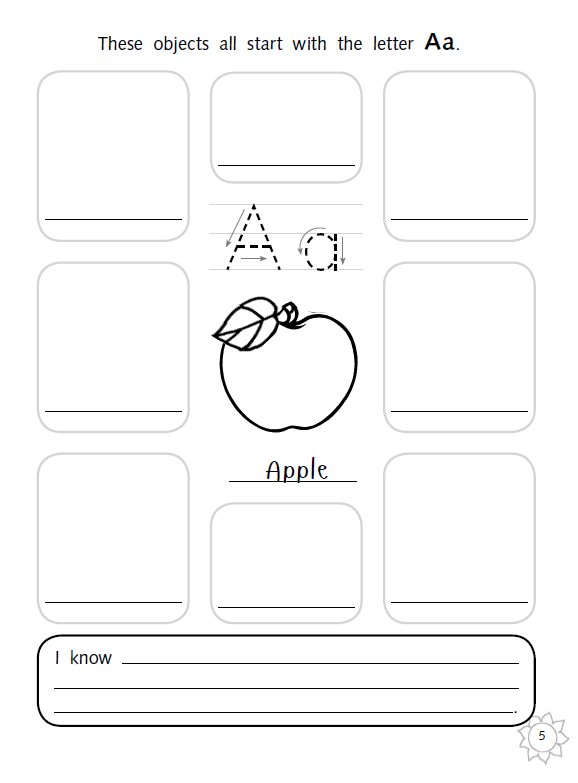 These objects all start with the letter Aa.
A a
Apple
I know
.
5